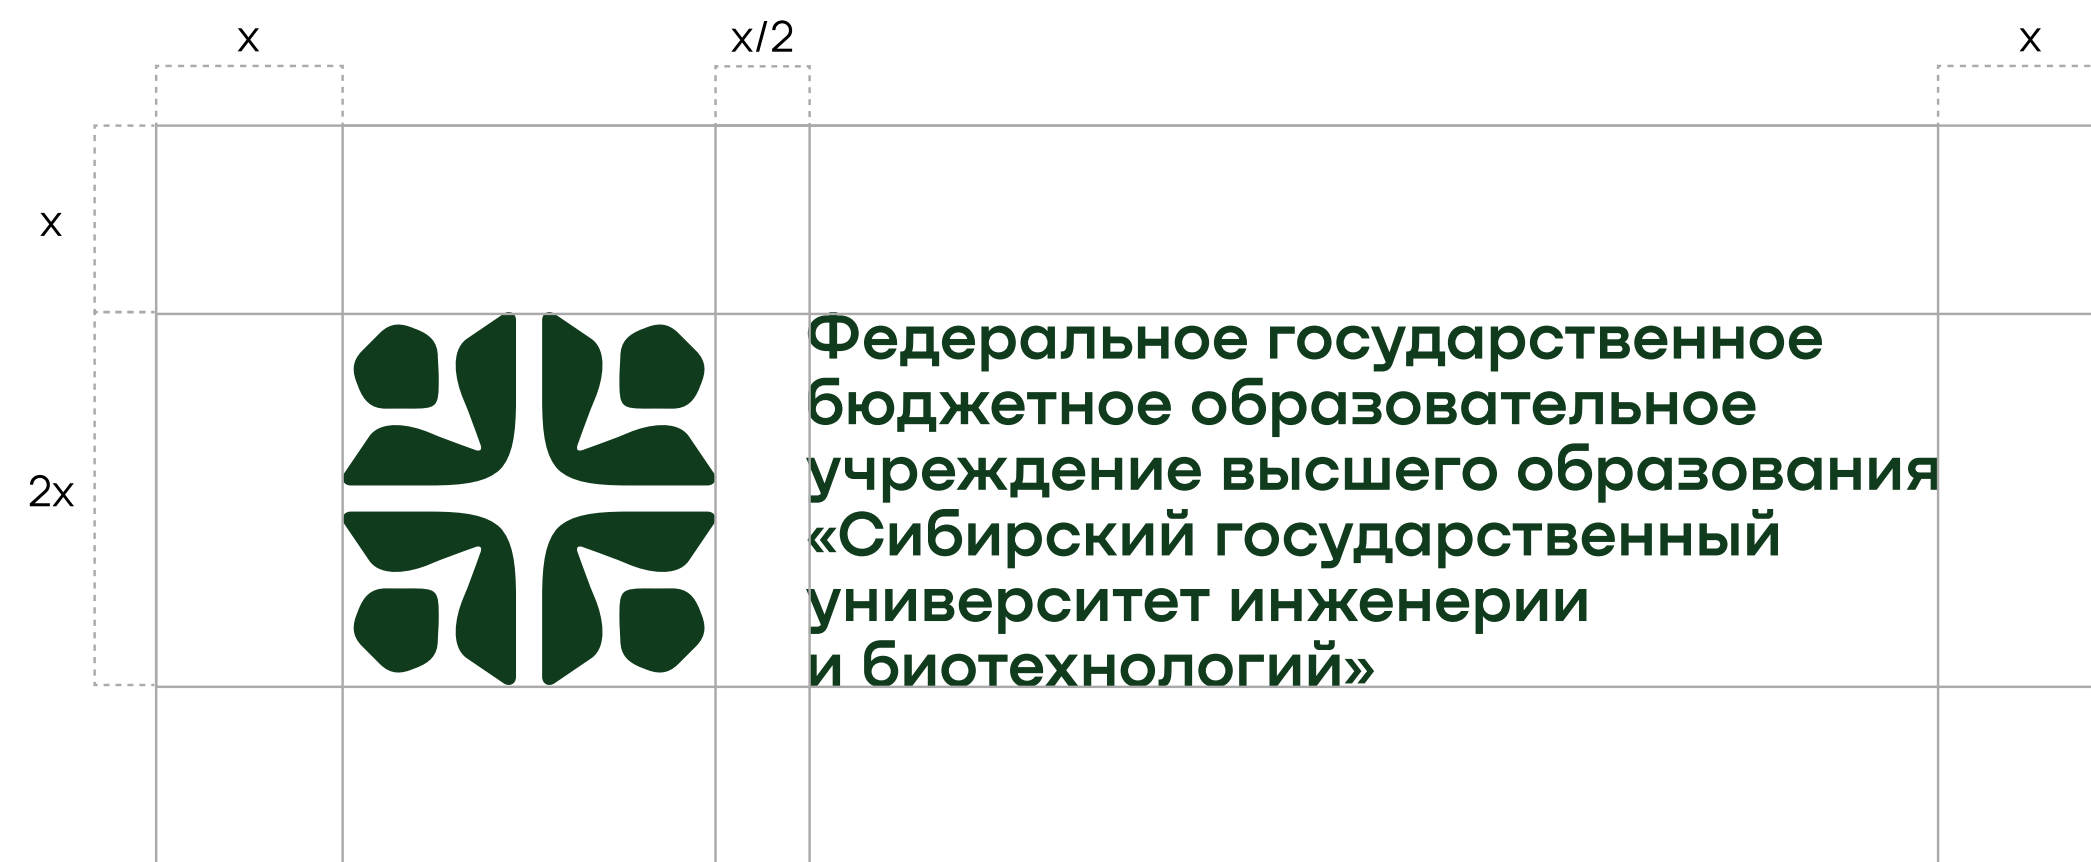 x x/2 x
x
2x
Федеральное государственное
бюджетное образовательное
учреждение высшего образования
«Сибирский государственный
университет инженерии
и биотехнологий»